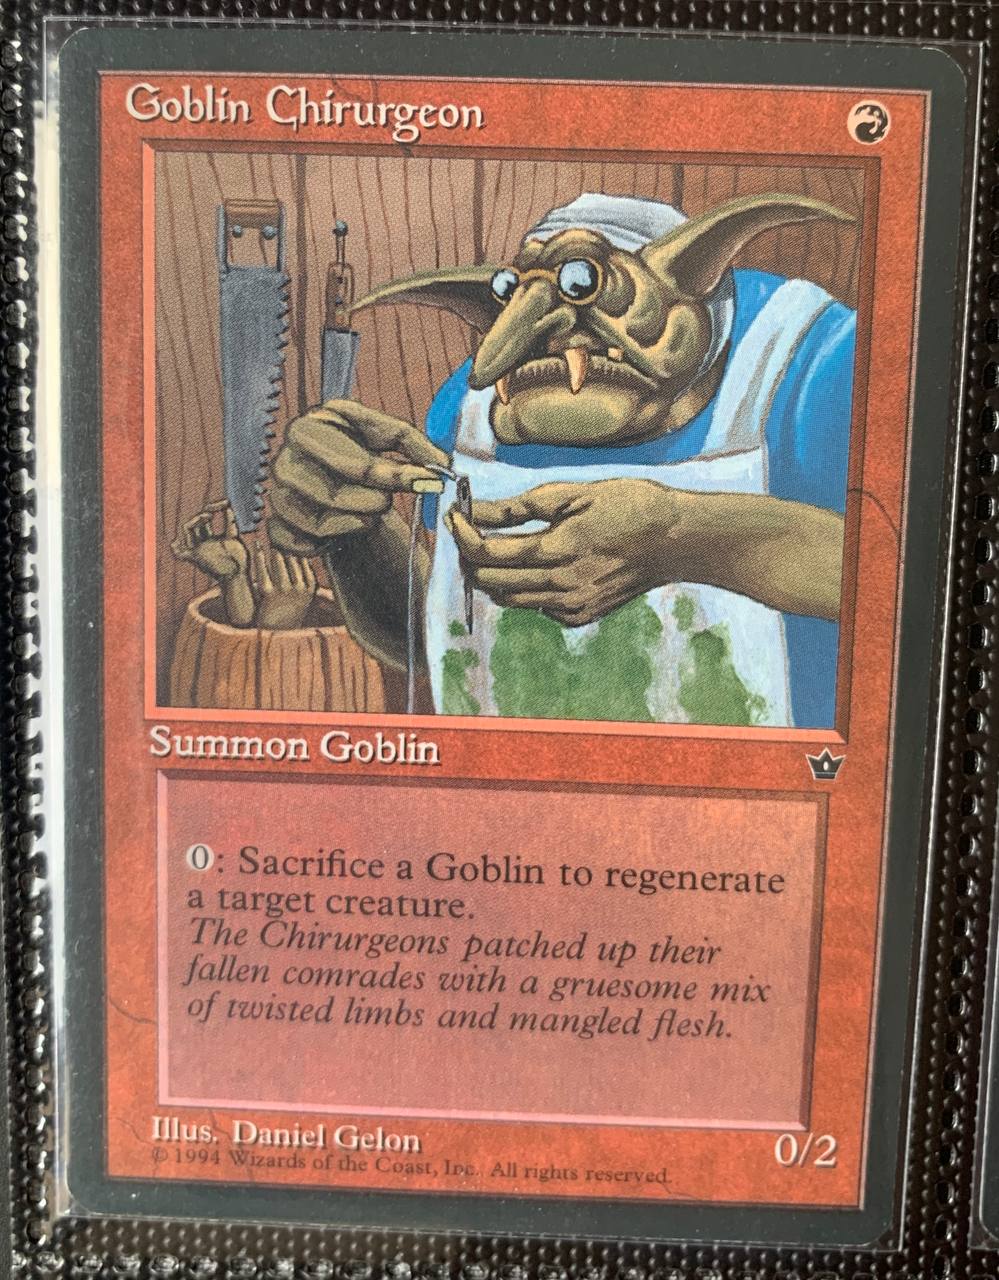 Goblin Chirurgeon
Summon Goblin
0: Sacrifice a Goblin to regenerate
a target creature.
The Chirurgeons patched up their
fallen comrades with a gruesome mix
of twisted limbs and mangled flesh.
Illus. Daniel Gelon
0/2
© 1994 Wizards of the Coast, Inc. All rights reserved.